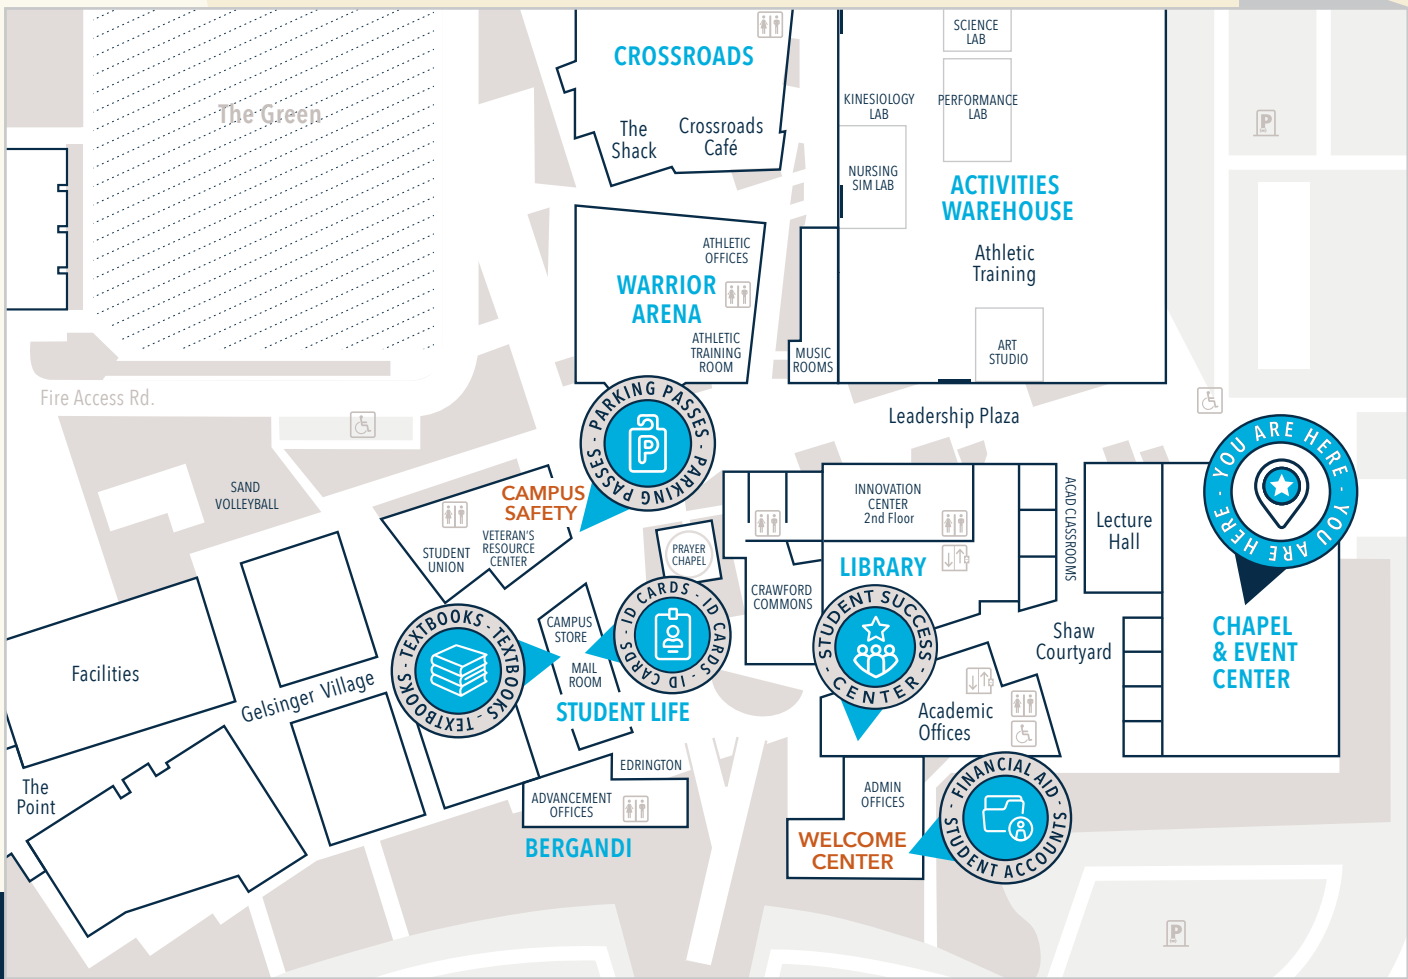 The Green
CROSSROADS
The
Shack
Crossroads
Café
SCIENCE
LAB
KINESIOLOGY
LAB
PERFORMANCE
LAB
NURSING
SIM LAB
ACTIVITIES
WAREHOUSE
Athletic
Training
ART
STUDIO
MUSIC
ROOMS
P
ATHLETIC
OFFICES
WARRIOR
ARENA
ATHLETIC
TRAINING
ROOM
Fire Access Rd.
Leadership Plaza
PARKING PASSES - PARKING PASSES -
P
YOU ARE HERE - YOU ARE HERE -
SAND
VOLLEYBALL
CAMPUS
SAFETY
VETERAN'S
RESOURCE
CENTER
STUDENT
UNION
PRAYER
CHAPEL
INNOVATION
CENTER
2nd Floor
LIBRARY
CRAWFORD
COMMONS
ACAD CLASSROOMS
Lecture
Hall
Shaw
Courtyard
CHAPEL
& EVENT
CENTER
CAMPUS
STORE
MAIL
ROOM
STUDENT LIFE
ID CARDS - ID CARDS - ID CARDS -
TEXTBOOKS - TEXTBOOKS - TEXTBOOKS -
STUDENT SUCCESS
- CENTER -
Academic
Offices
Facilities
Gelsinger Village
The
Point
EDRINGTON
ADVANCEMENT
OFFICES
BERGANDI
ADMIN
OFFICES
WELCOME
CENTER
- FINANCIAL AID -
STUDENT ACCOUNTS
P